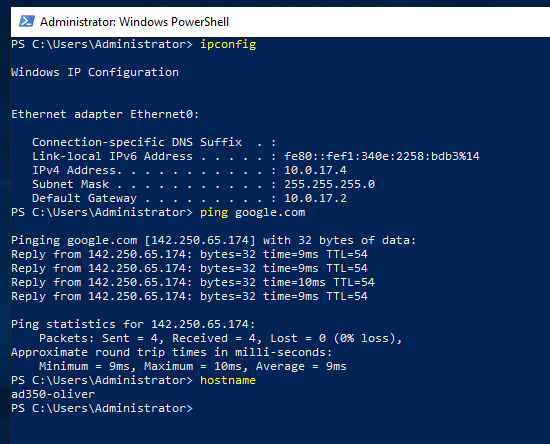 Administrator: Windows PowerShell
PS C:\Users\Administrator> ipconfig
Windows IP Configuration
Ethernet adapter Ethernet0:
   Connection-specific DNS Suffix  . :
   Link-local IPv6 Address . . . . . : fe80::fef1:340e:2258:bdb3%14
   IPv4 Address. . . . . . . . . . . : 10.0.17.4
   Subnet Mask . . . . . . . . . . . : 255.255.255.0
   Default Gateway . . . . . . . . . : 10.0.17.2
PS C:\Users\Administrator> ping google.com
Pinging google.com [142.250.65.174] with 32 bytes of data:
Reply from 142.250.65.174: bytes=32 time=9ms TTL=54
Reply from 142.250.65.174: bytes=32 time=9ms TTL=54
Reply from 142.250.65.174: bytes=32 time=10ms TTL=54
Reply from 142.250.65.174: bytes=32 time=9ms TTL=54
Ping statistics for 142.250.65.174:
    Packets: Sent = 4, Received = 4, Lost = 0 (0% loss),
Approximate round trip times in milli-seconds:
    Minimum = 9ms, Maximum = 10ms, Average = 9ms
PS C:\Users\Administrator> hostname
ad350-oliver
PS C:\Users\Administrator>